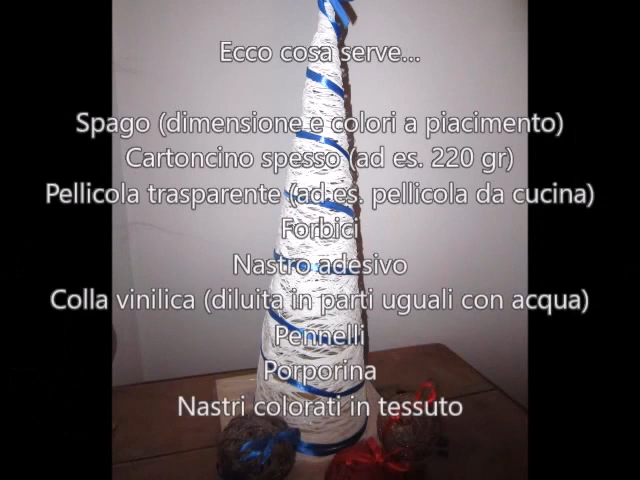 Ecco cosa serve...
Spago (dimensione e colori a piacimento)
Cartoncino spesso (ad es. 220 gr)
Pellicola trasparente (ad es. pellicola da cucina)
Forbici
Nastro adesivo
Colla vinilica (diluita in parti uguali con acqua)
Pennelli
Porporina
Nastri colorati in tessuto